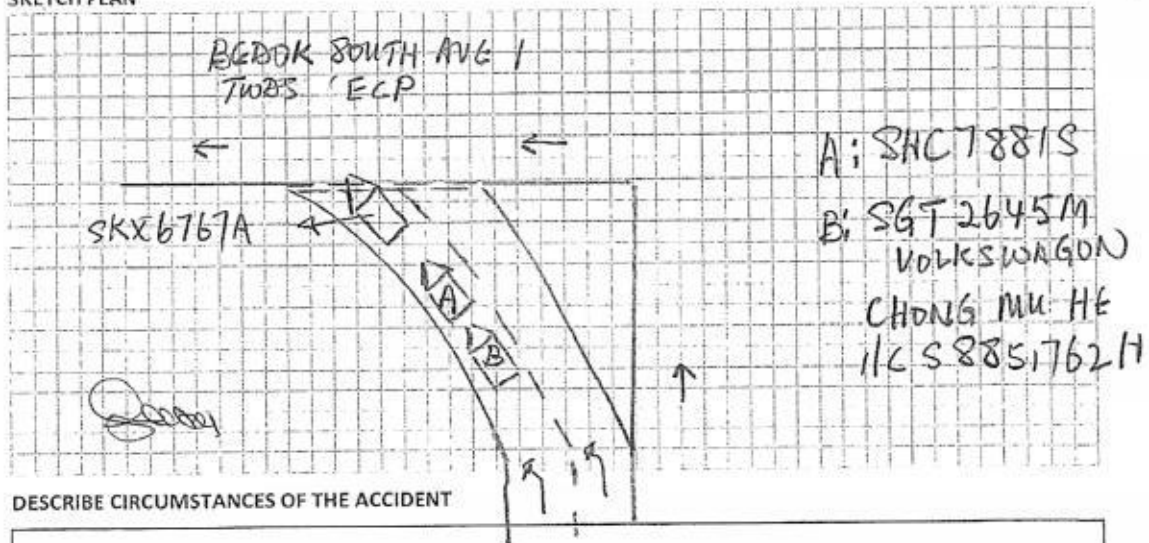 SKETCH PLAN
BEDOK SOUTH AVE 1
TWDS ECP
A: SHC7881S
SKX6767A
B: SGT2645M
VOLKSWAGON
A
CHONG MU HE
B
I/C S8851762H
DESCRIBE CIRCUMSTANCES OF THE ACCIDENT